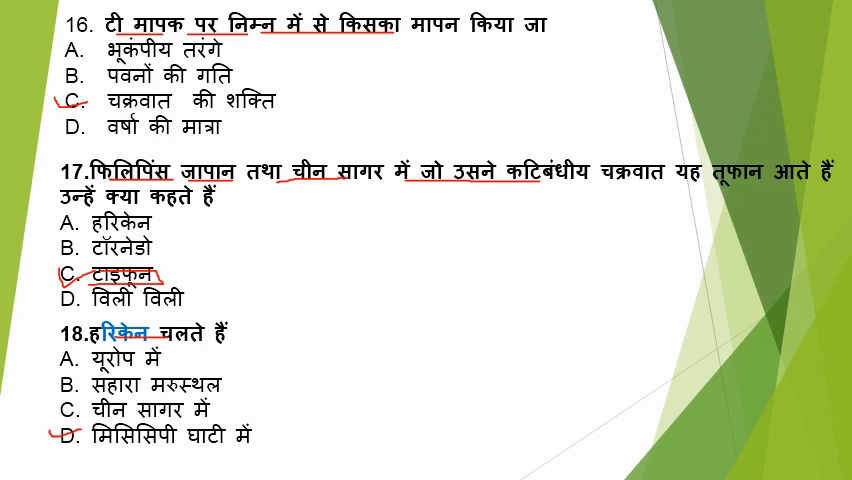 16. टी मापक पर निम्न में से किसका मापन किया जा
A. भूकंपीय तरंगे
B. पवनों की गति
C. चक्रवात की शक्ति
D. वर्षा की मात्रा
17.फिलिपिंस जापान तथा चीन सागर में जो उसने कटिबंधीय चक्रवात यह तूफान आते हैं
उन्हें क्या कहते हैं
A. हरिकेन
B. टॉरनेडो
C. टाइफून
D. विली विली
18.हरिकेन चलते हैं
A. यूरोप में
B. सहारा मरुस्थल
C. चीन सागर में
D. मिसिसिपी घाटी में